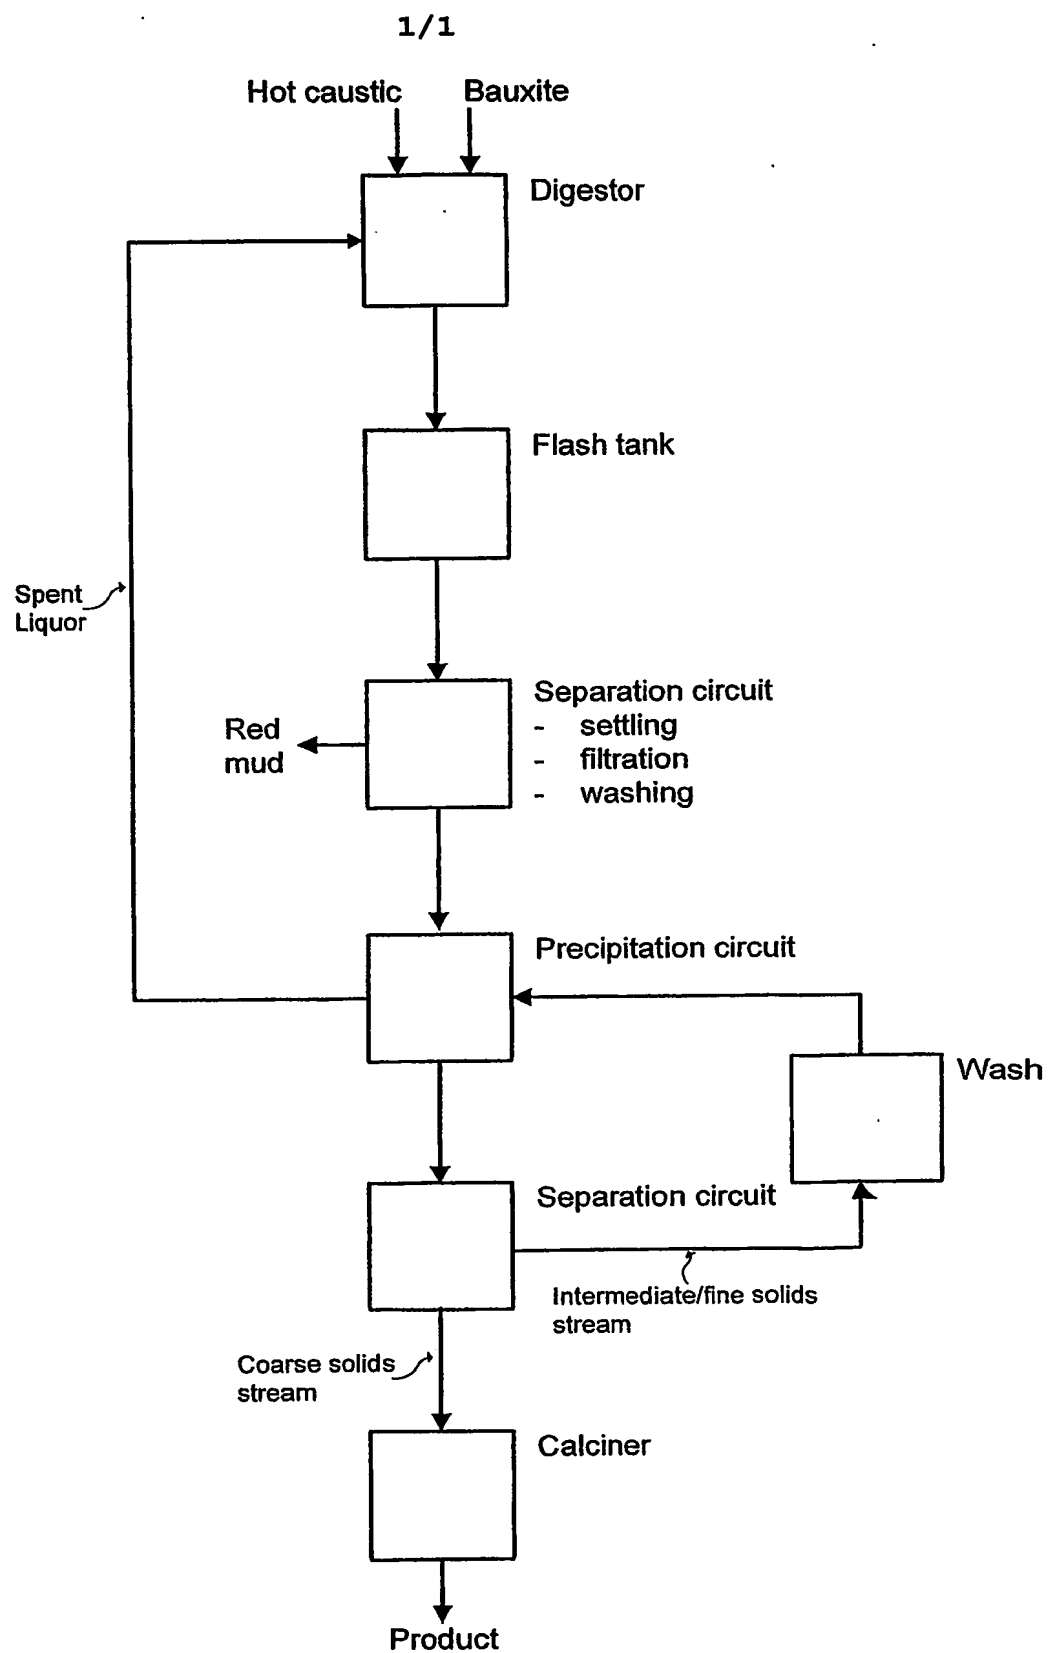 1/1
Hot caustic
Bauxite
Digestor
Flash tank
Spent
Liquor
Separation circuit
- settling
- filtration
- washing
Red
mud
Precipitation circuit
Wash
Separation circuit
Intermediate/fine solids
stream
Coarse solids
stream
Calciner
Product